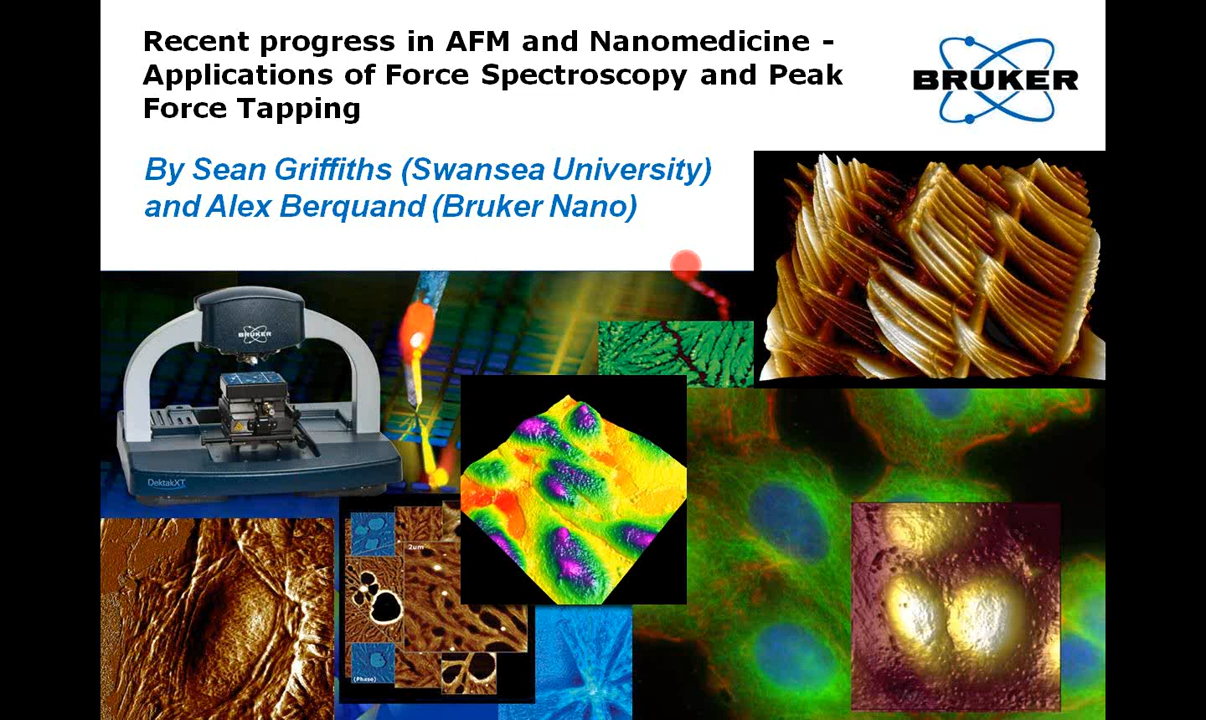 Recent progress in AFM and Nanomedicine -
Applications of Force Spectroscopy and Peak
Force Tapping
BRUKER
By Sean Griffiths (Swansea University)
and Alex Berquand (Bruker Nano)
BRUKER
DektakXT
2um
(Phase)